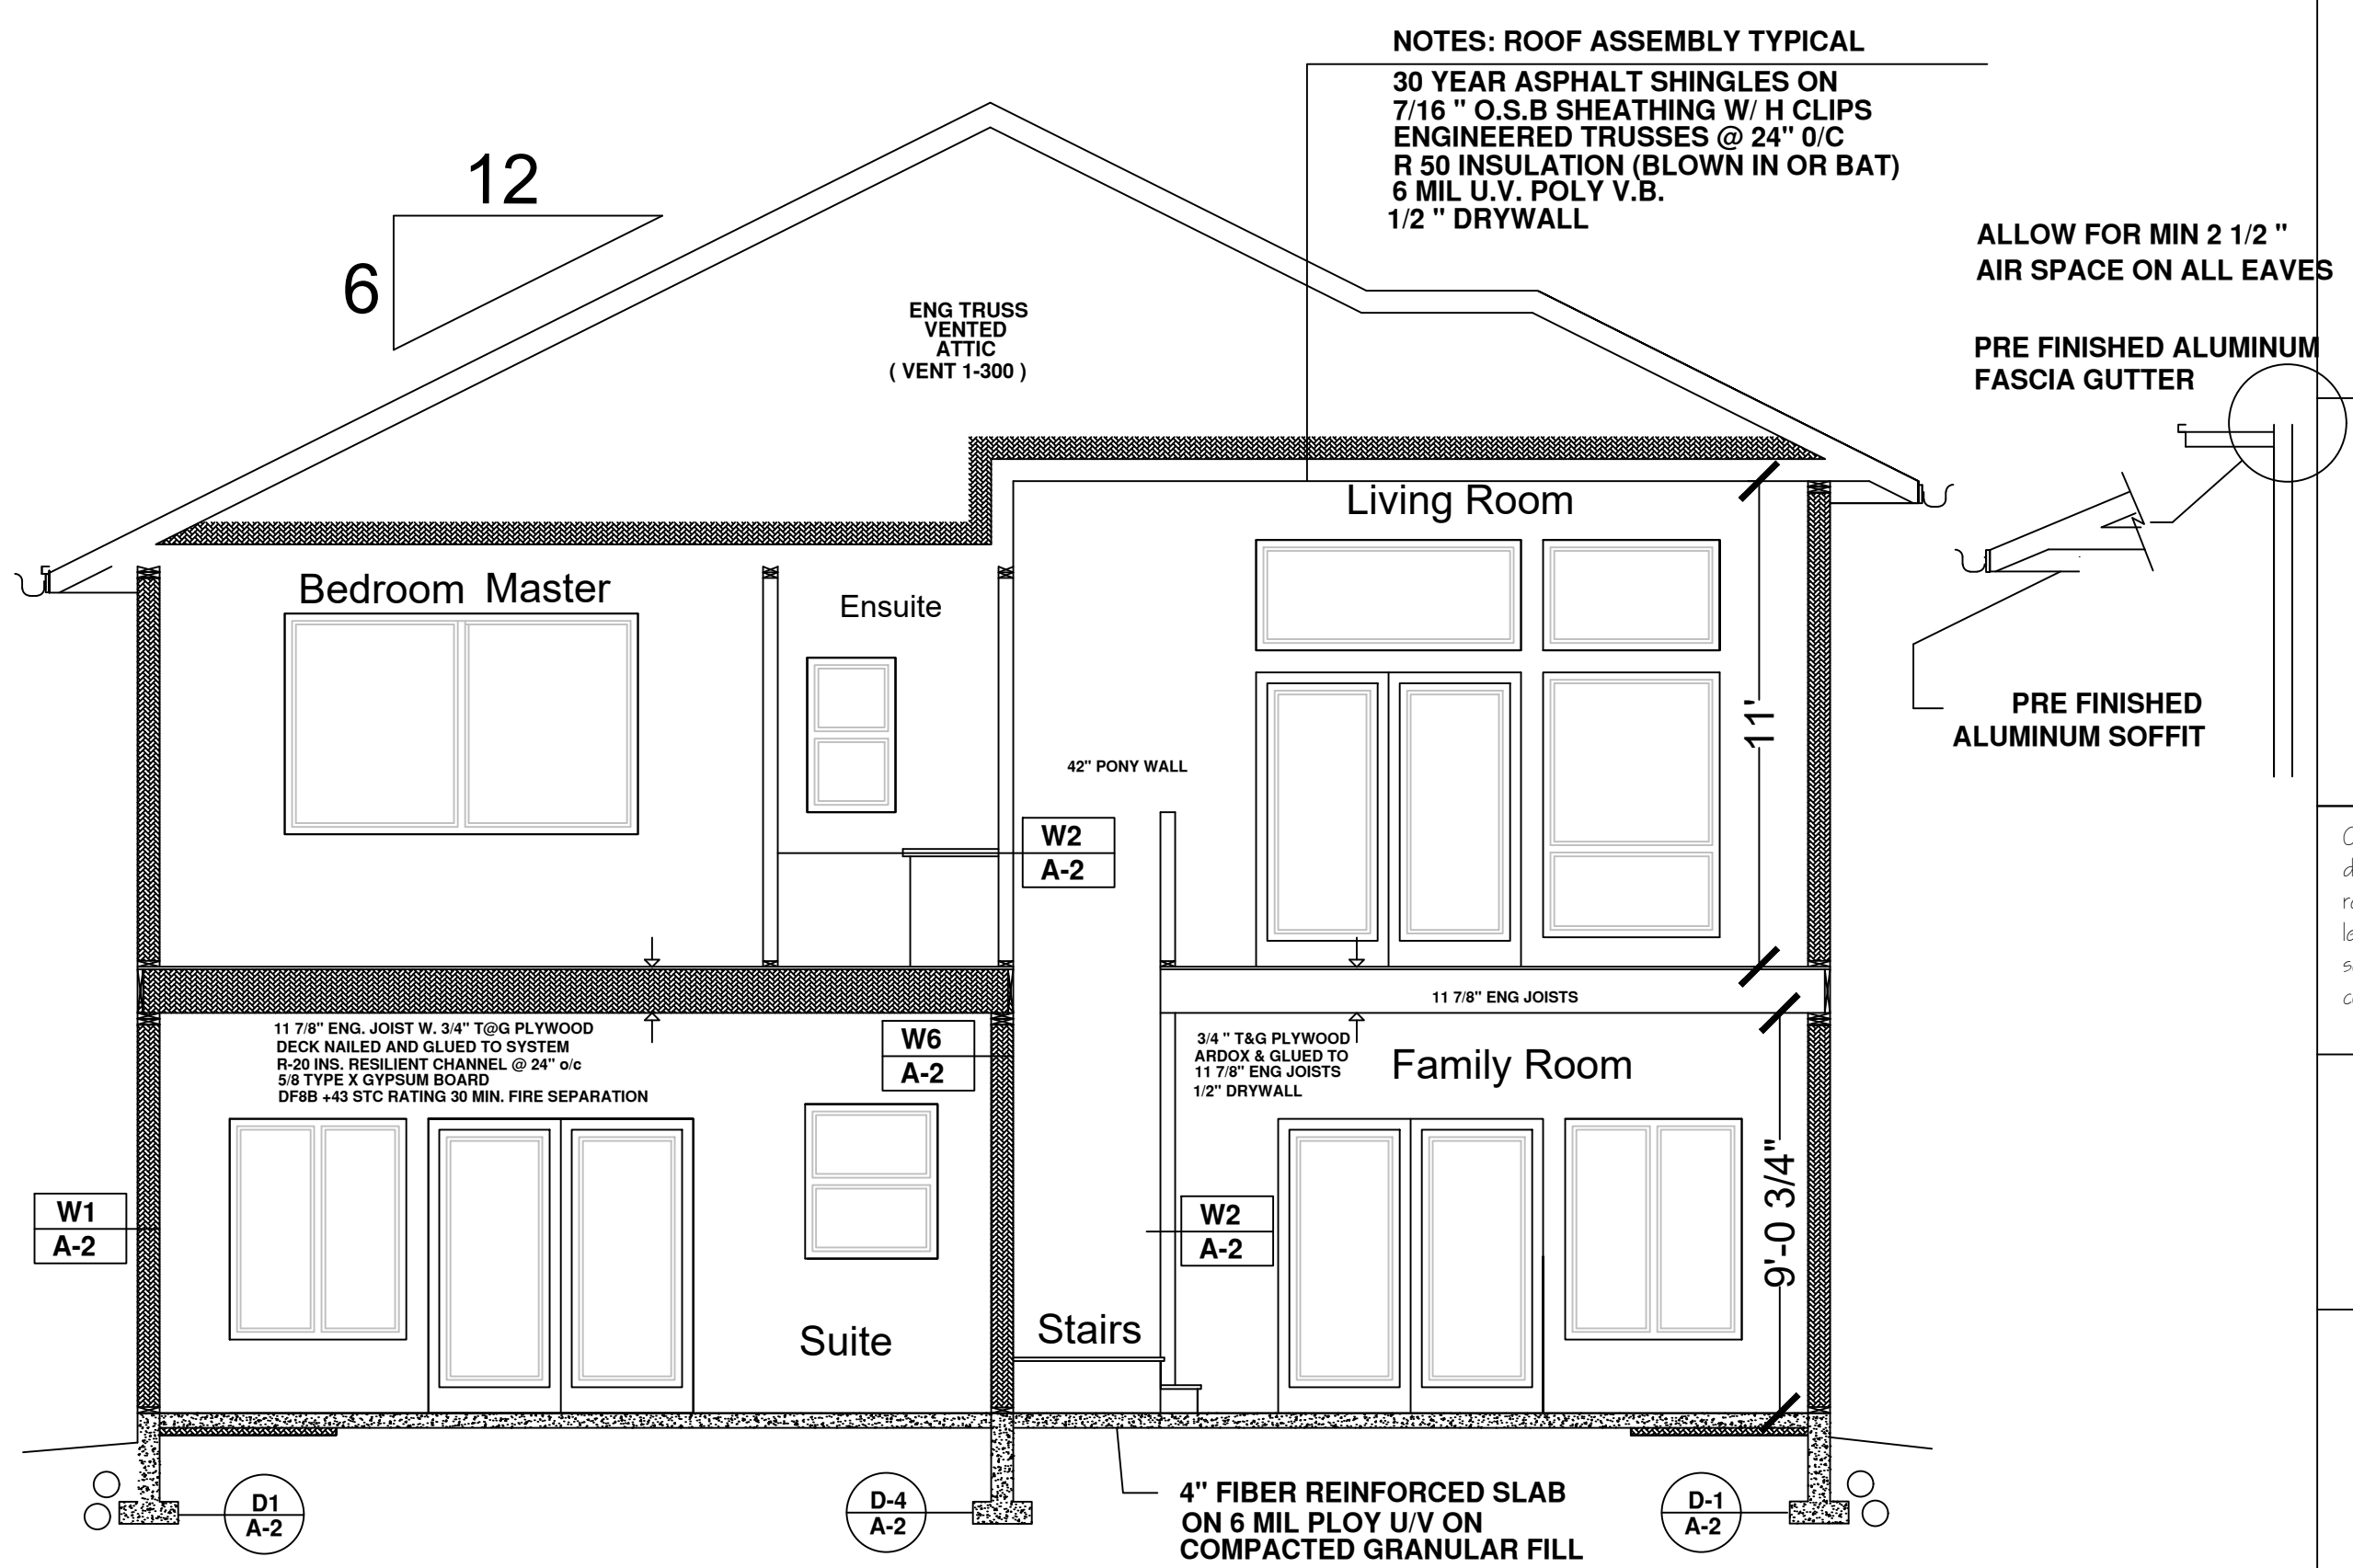 NOTES: ROOF ASSEMBLY TYPICAL
30 YEAR ASPHALT SHINGLES ON
7/16 " O.S.B SHEATHING W/ H CLIPS
ENGINEERED TRUSSES @ 24" 0/C
R 50 INSULATION (BLOWN IN OR BAT)
6 MIL U.V. POLY V.B.
1/2 " DRYWALL
12
6
ALLOW FOR MIN 2 1/2 "
AIR SPACE ON ALL EAVES
PRE FINISHED ALUMINUM
FASCIA GUTTER
ENG TRUSS
VENTED
ATTIC
( VENT 1-300 )
Living Room
Bedroom Master
Ensuite
11'
PRE FINISHED
ALUMINUM SOFFIT
42" PONY WALL
W2
A-2
11 7/8" ENG JOISTS
11 7/8" ENG. JOIST W. 3/4" T@G PLYWOOD
DECK NAILED AND GLUED TO SYSTEM
R-20 INS. RESILIENT CHANNEL @ 24" o/c
5/8 TYPE X GYPSUM BOARD
DF8B +43 STC RATING 30 MIN. FIRE SEPARATION
W6
A-2
3/4 " T&G PLYWOOD
ARDOX & GLUED TO
11 7/8" ENG JOISTS
1/2" DRYWALL
Family Room
9'-0 3/4"
W1
A-2
W2
A-2
Suite
Stairs
D1
A-2
D-4
A-2
4" FIBER REINFORCED SLAB
ON 6 MIL PLOY U/V ON
COMPACTED GRANULAR FILL
D-1
A-2